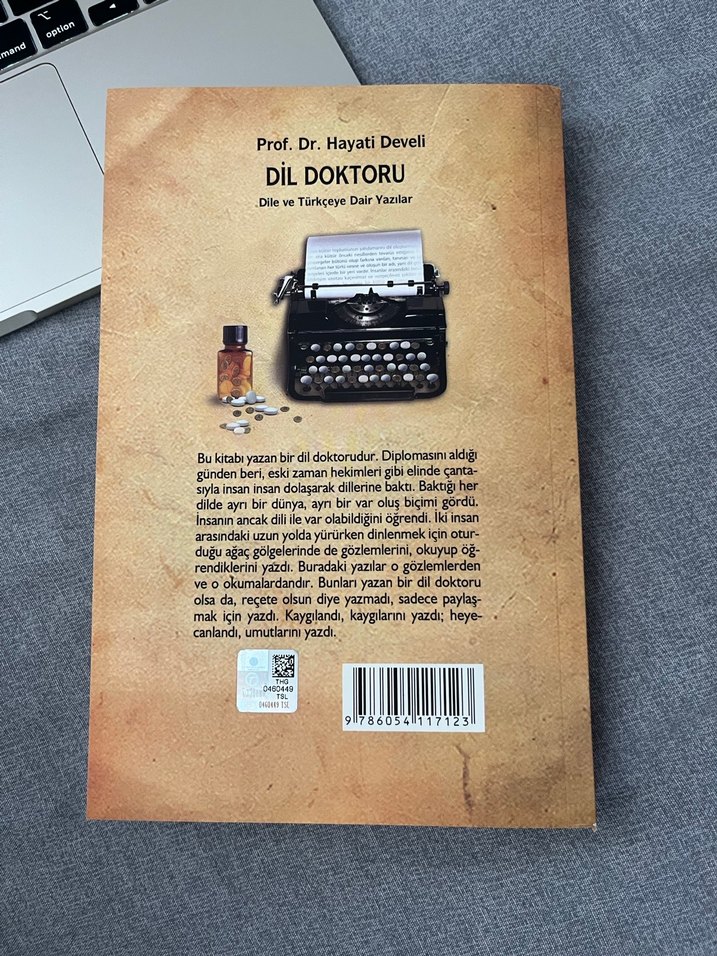 command
option
Prof. Dr. Hayati Develi
DİL DOKTORU
Dile ve Türkçeye Dair Yazılar
Bu kitabı yazan bir dil doktorudur. Diplomasını aldığı
günden beri, eski zaman hekimleri gibi elinde çanta-
sıyla insan insan dolaşarak dillerine baktı. Baktığı her
dilde ayrı bir dünya, ayrı bir var oluş biçimi gördü.
İnsanın ancak dili ile var olabildiğini öğrendi. İki insan
arasındaki uzun yolda yürürken dinlenmek için otur-
duğu ağaç gölgelerinde de gözlemlerini, okuyup öğ-
rendiklerini yazdı. Buradaki yazılar o gözlemlerden
ve o okumalardandır. Bunları yazan bir dil doktoru
olsa da, reçete olsun diye yazmadı, sadece paylaş-
mak için yazdı. Kaygılandı, kaygılarını yazdı; heye-
canlandı, umutlarını yazdı.
THG
0460449
TSL
0460449 TSL
9 786054 117123